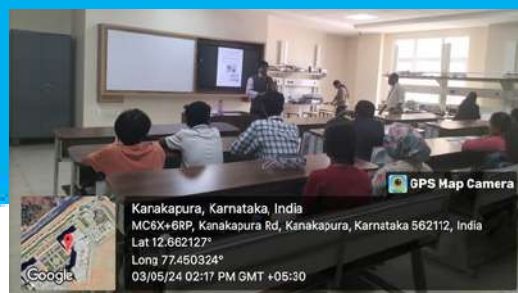 GPS Map Camera
Kanakapura, Karnataka, India
MC6X+6RP, Kanakapura Rd, Kanakapura, Karnataka 562112, India
Lat 12.662127°
Long 77.450324°
03/05/24 02:17 PM GMT +05:30
Google